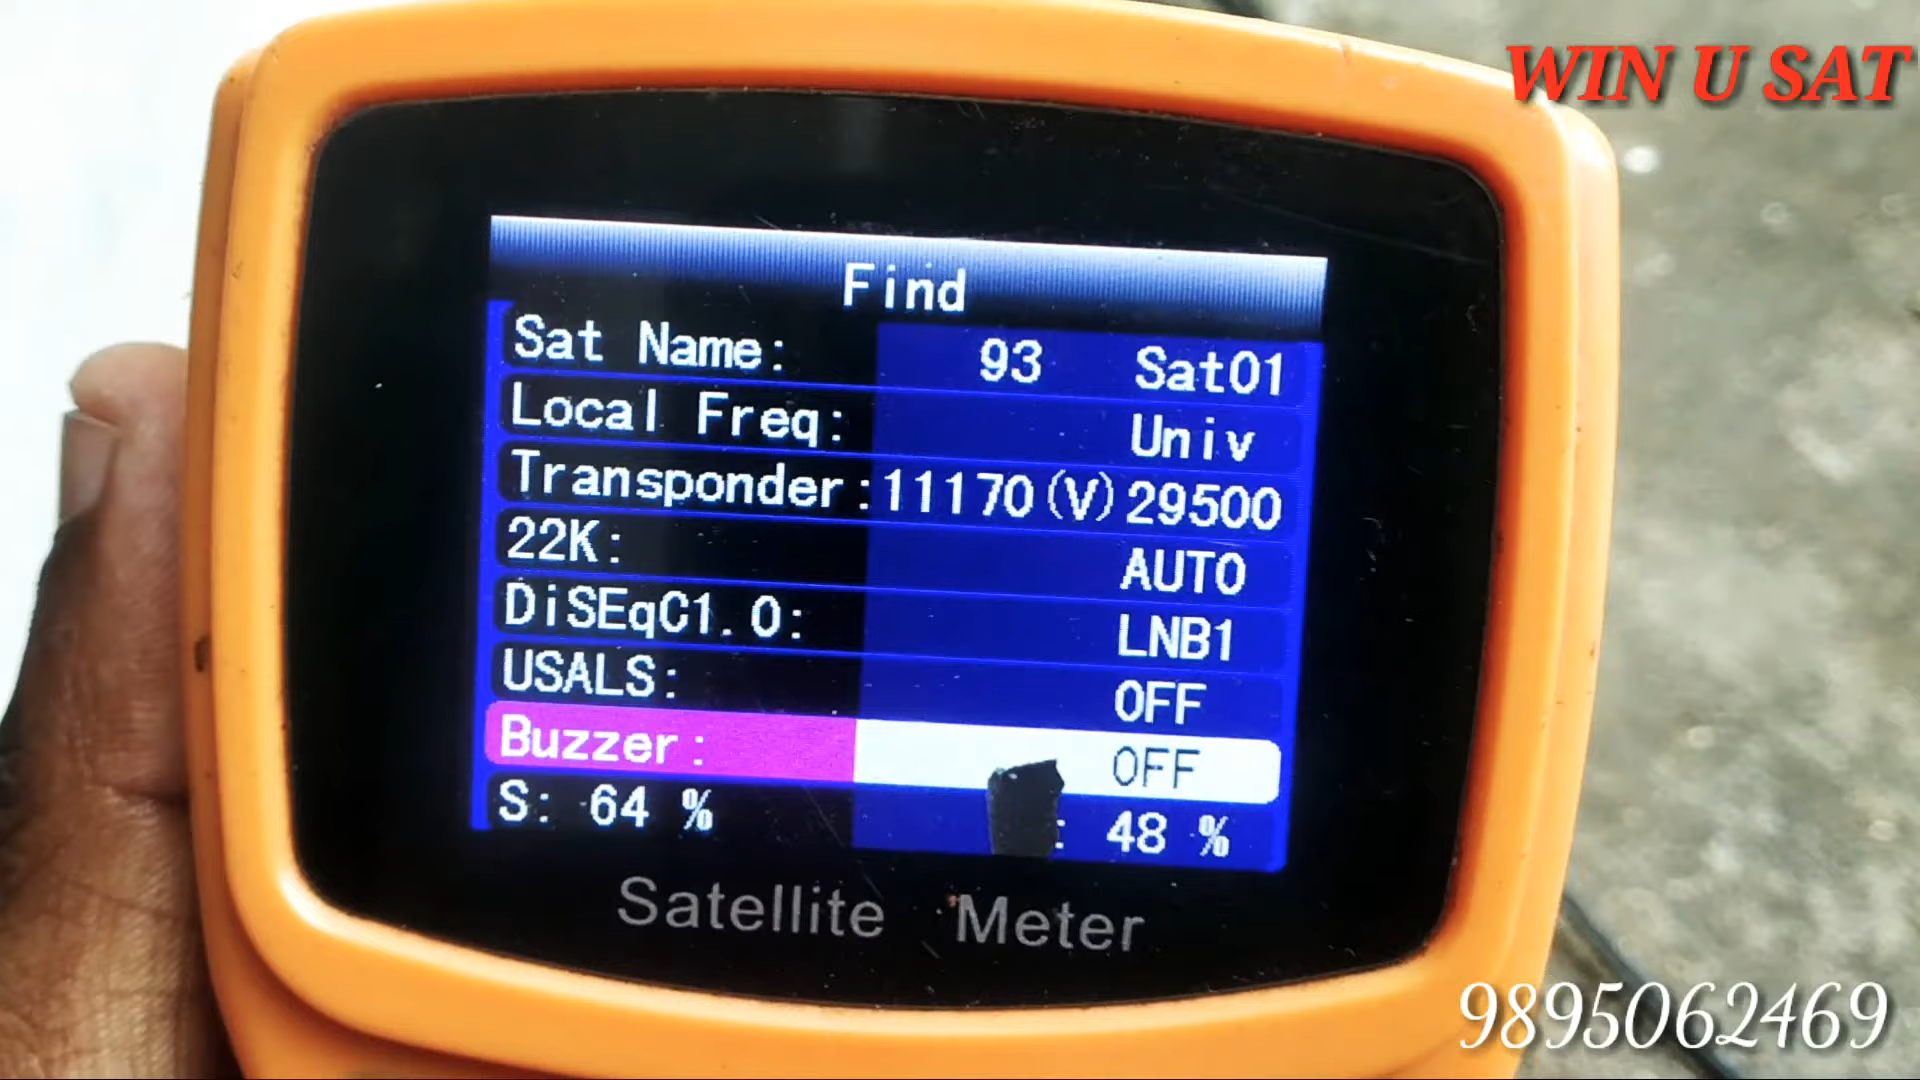 WIN U SAT
Find
Sat Name: 93 Sat01
Local Freq: Univ
Transponder:11170(V)29500
22K: AUTO
DiSEqC1.0: LNB1
USALS: OFF
Buzzer: OFF
S: 64 % : 48 %
Satellite Meter
9895062469